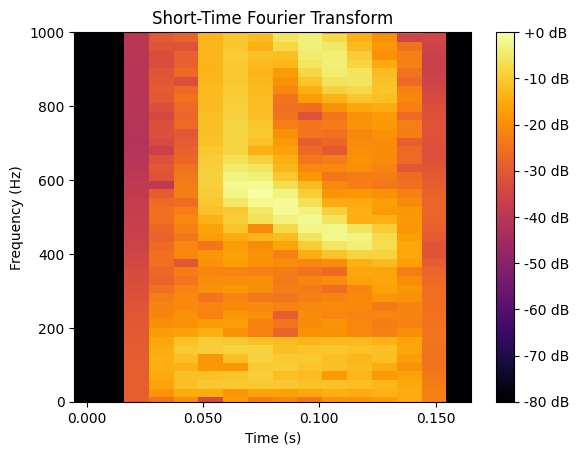 Short-Time Fourier Transform
1000
800
600
400
200
0
Frequency (Hz)
0.000
0.050
0.100
0.150
Time (s)
+0 dB
-10 dB
-20 dB
-30 dB
-40 dB
-50 dB
-60 dB
-70 dB
-80 dB